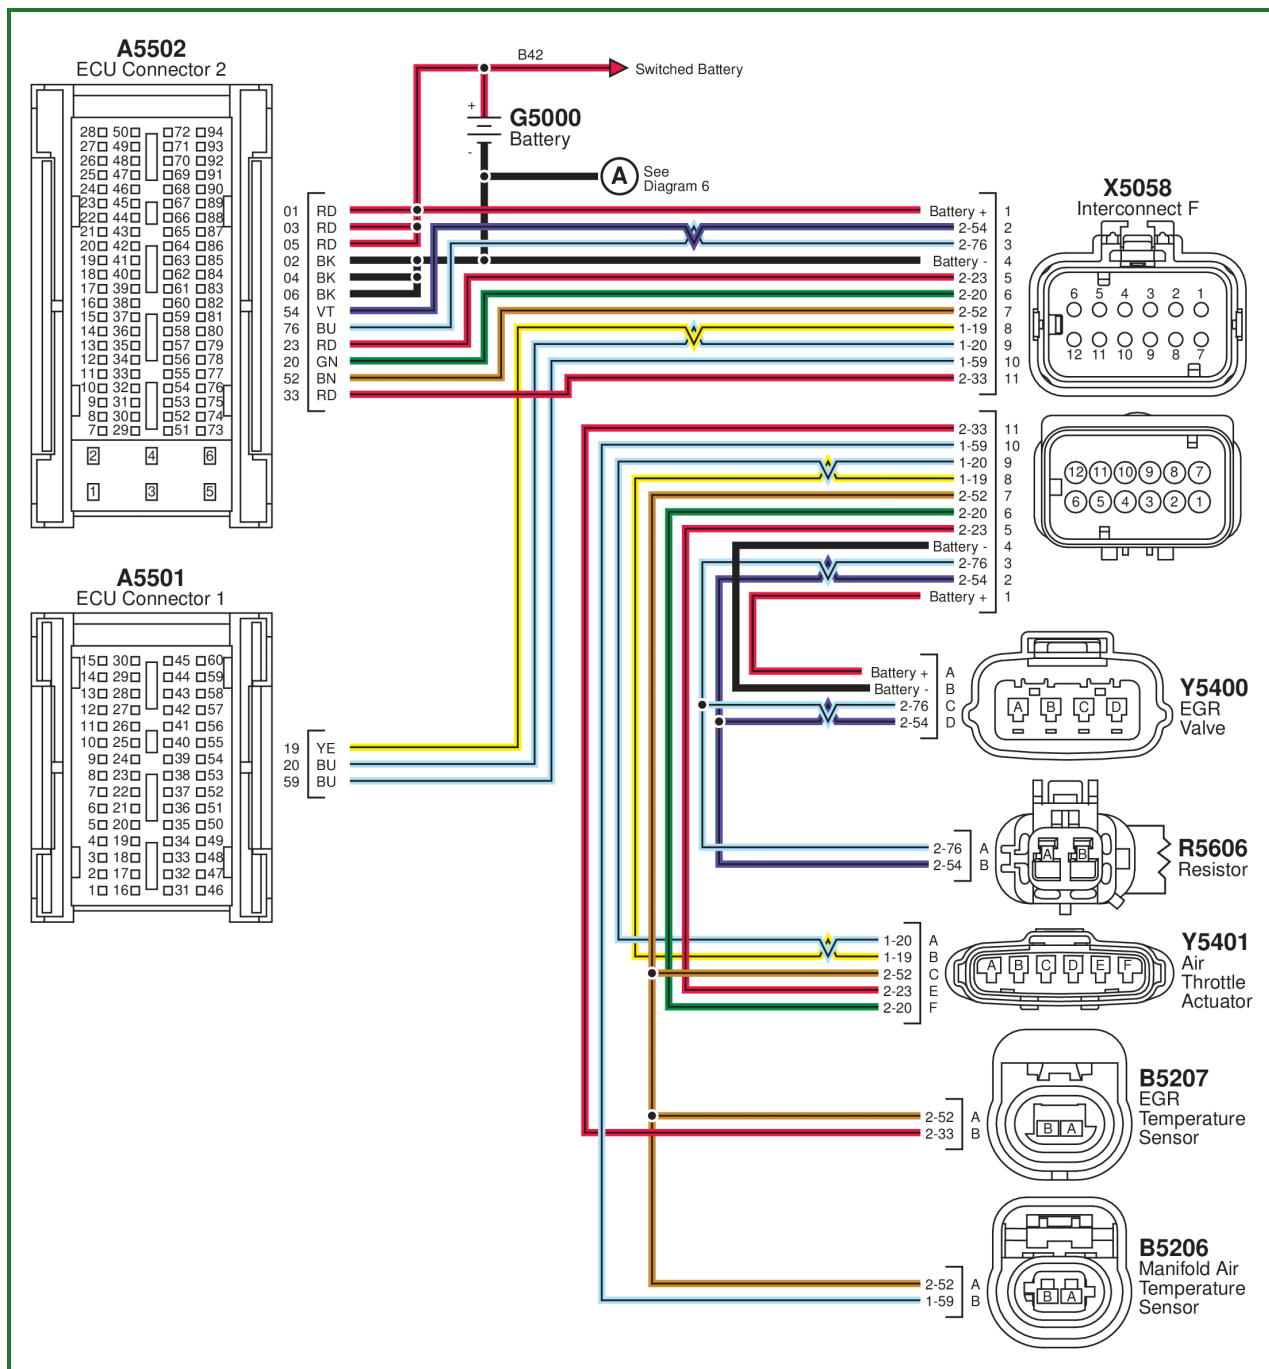 A5502
ECU Connector 2
28 50 72 94
27 49 71 93
26 48 70 92
25 47 69 91
24 46 68 90
23 45 67 89
22 44 66 88
21 43 65 87
20 42 64 86
19 41 63 85
18 40 62 84
17 39 61 83
16 38 60 82
15 37 59 81
14 36 58 80
13 35 57 79
12 34 56 78
11 33 55 77
10 32 54 76
9 31 53 75
8 30 52 74
7 29 51 73
2 4 6
1 3 5
B42
Switched Battery
+
-
G5000
Battery
A
See
Diagram 6
01 RD
03 RD
05 RD
02 BK
04 BK
06 BK
54 VT
76 BU
23 RD
20 GN
52 BN
33 RD
Battery + 1
2-54 2
2-76 3
Battery - 4
2-23 5
2-20 6
2-52 7
1-19 8
1-20 9
1-59 10
2-33 11
X5058
Interconnect F
6 5 4 3 2 1
12 11 10 9 8 7
2-33 11
1-59 10
1-20 9
1-19 8
2-52 7
2-20 6
2-23 5
Battery - 4
2-76 3
2-54 2
Battery + 1
12 11 10 9 8 7
6 5 4 3 2 1
A5501
ECU Connector 1
15 30 45 60
14 29 44 59
13 28 43 58
12 27 42 57
11 26 41 56
10 25 40 55
9 24 39 54
8 23 38 53
7 22 37 52
6 21 36 51
5 20 35 50
4 19 34 49
3 18 33 48
2 17 32 47
1 16 31 46
19 YE
20 BU
59 BU
Battery + A
Battery - B
2-76 C
2-54 D
A B C D
Y5400
EGR
Valve
2-76 A
2-54 B
A B
R5606
Resistor
1-20 A
1-19 B
2-52 C
2-23 E
2-20 F
A B C D E F
Y5401
Air
Throttle
Actuator
2-52 A
2-33 B
B A
B5207
EGR
Temperature
Sensor
2-52 A
1-59 B
B A
B5206
Manifold Air
Temperature
Sensor